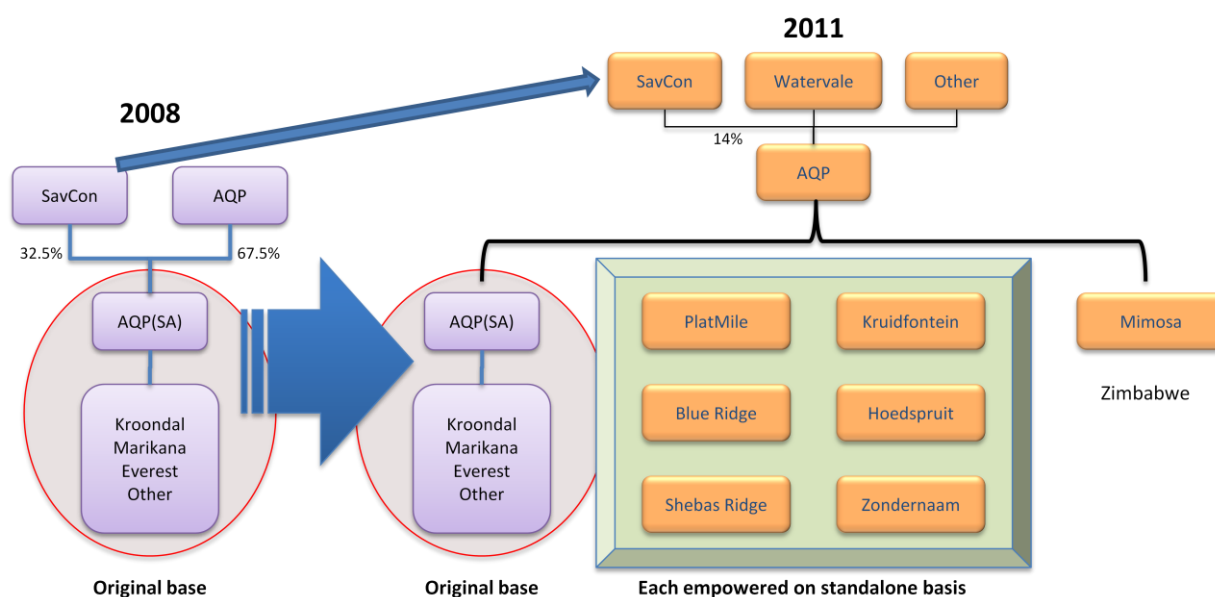 2008
SavCon
AQP
32.5%
67.5%
AQP(SA)
Kroondal
Marikana
Everest
Other
Original base
2011
SavCon
Watervale
Other
14%
AQP
AQP(SA)
Kroondal
Marikana
Everest
Other
Original base
PlatMile
Kruidfontein
Blue Ridge
Hoedspruit
Shebas Ridge
Zondernaam
Each empowered on standalone basis
Mimosa
Zimbabwe